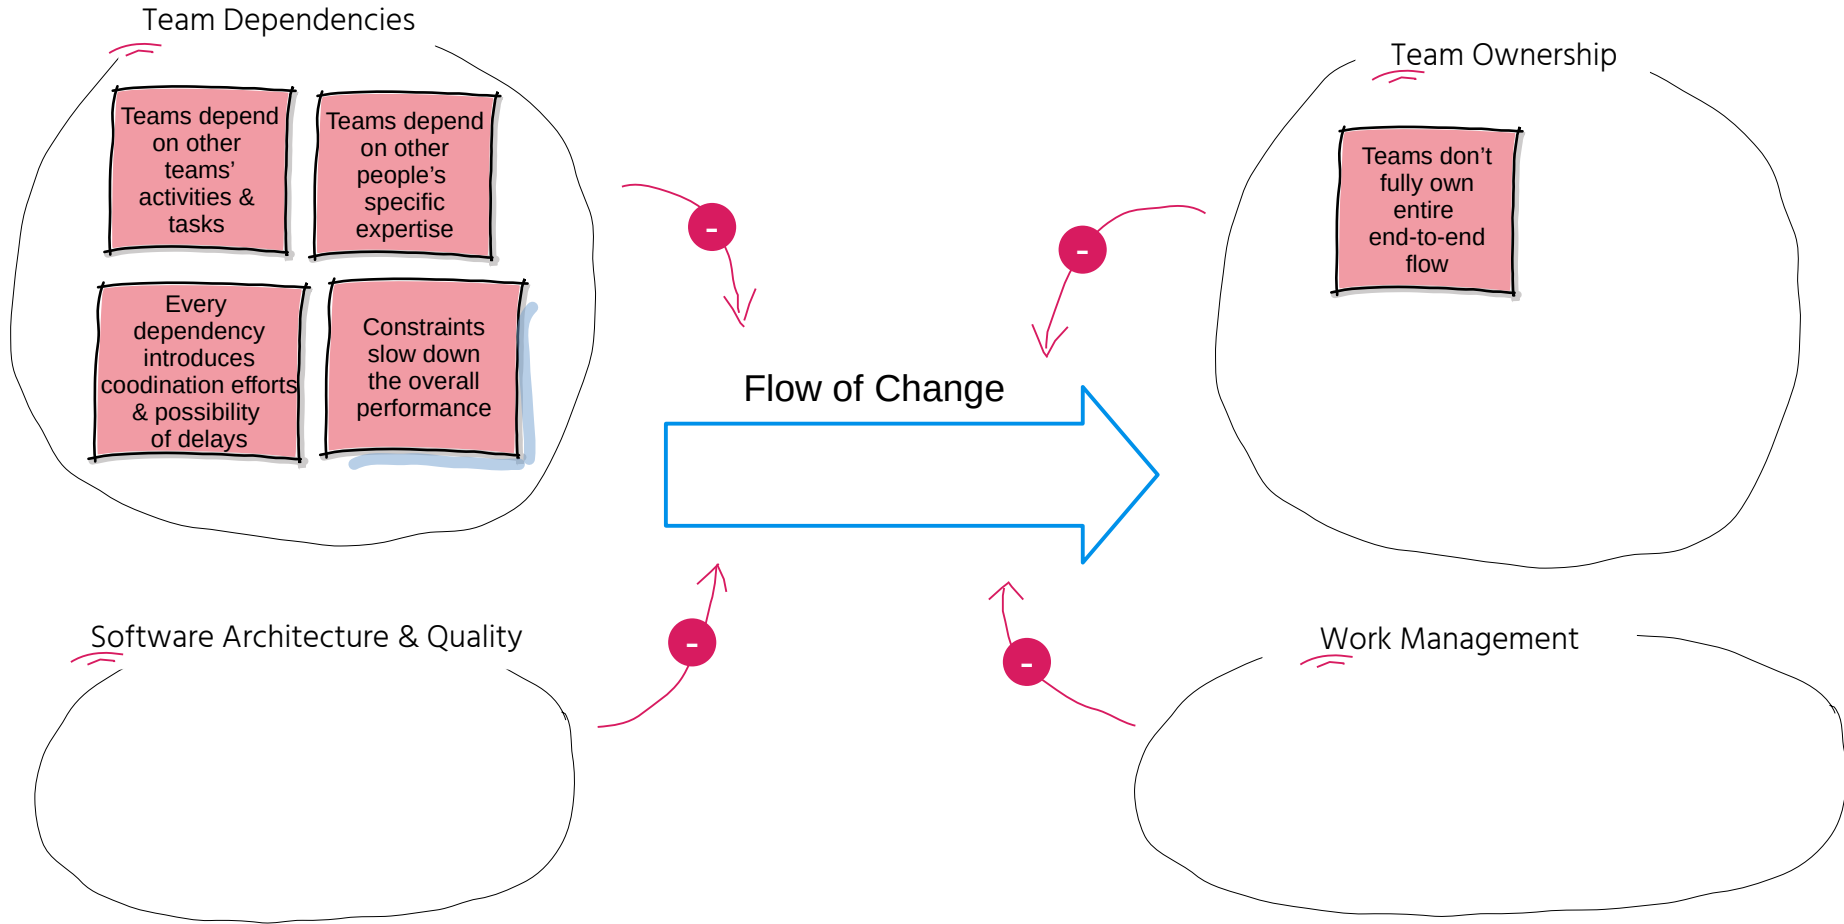 Team Dependencies
Teams depend
on other
teams’
activities &
tasks
Teams depend
on other
people’s
specific
expertise
Every
dependency
introduces
coodination efforts
& possibility
of delays
Constraints
slow down
the overall
performance
-
-
Team Ownership
Teams don’t
fully own
entire
end-to-end
flow
Flow of Change
Software Architecture & Quality
-
-
Work Management